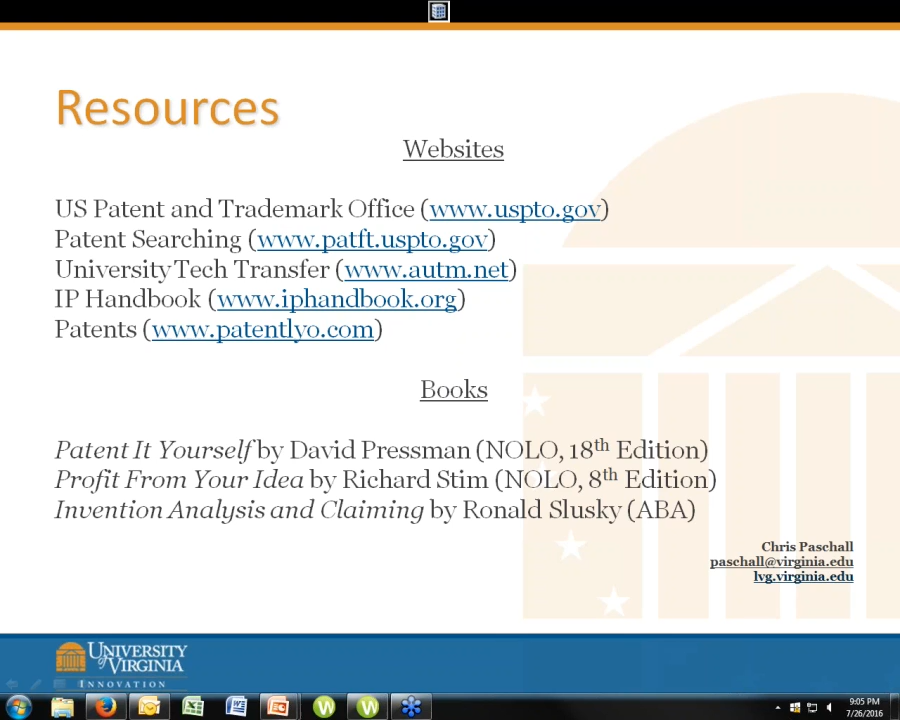 Resources
Websites
US Patent and Trademark Office (www.uspto.gov)
Patent Searching (www.patft.uspto.gov)
University Tech Transfer (www.autm.net)
IP Handbook (www.iphandbook.org)
Patents (www.patentlyo.com)
Books
Patent It Yourself by David Pressman (NOLO, 18th Edition)
Profit From Your Idea by Richard Stim (NOLO, 8th Edition)
Invention Analysis and Claiming by Ronald Slusky (ABA)
Chris Paschall
paschall@virginia.edu
lvg.virginia.edu
UNIVERSITY
of VIRGINIA
INNOVATION
9:05 PM
7/26/2016